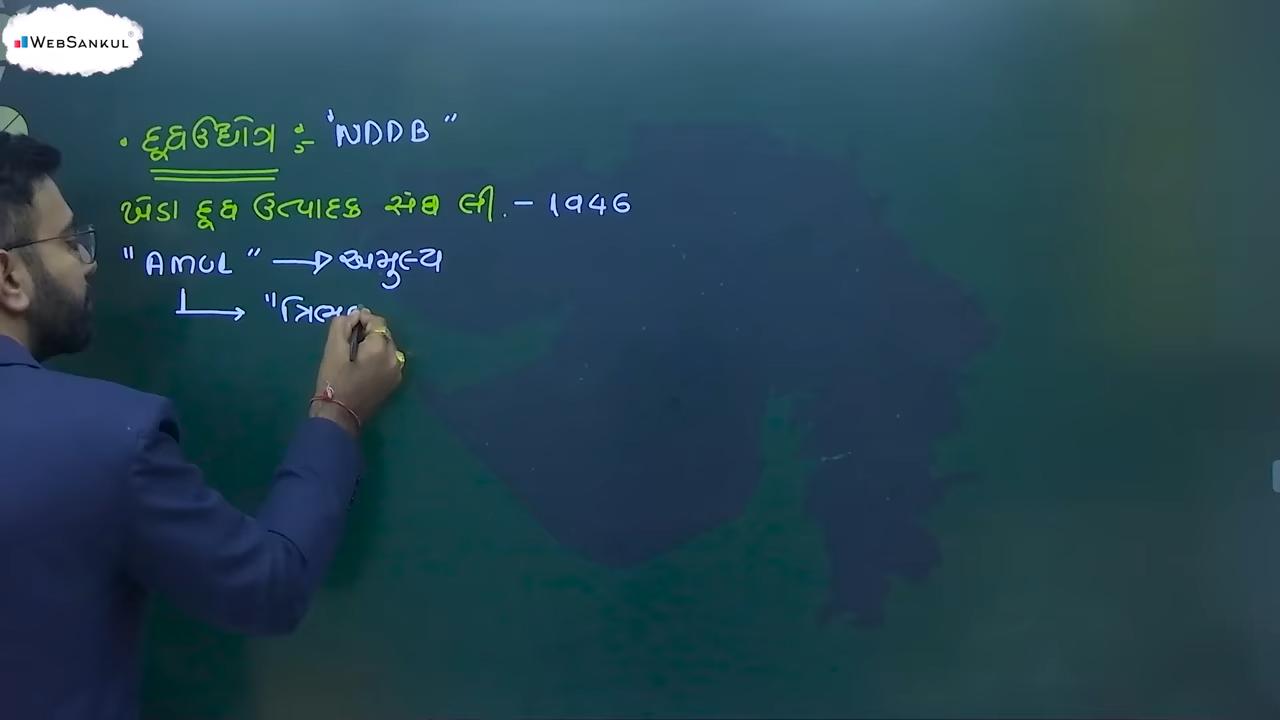 WEBSANKUL
• દૂધઉદ્યોગ :- "NDDB"
ખેડા દૂધ ઉત્પાદક સંઘ લી. - 1946
"AMUL" → અમુલ્ય
→ "ત્રિભુ